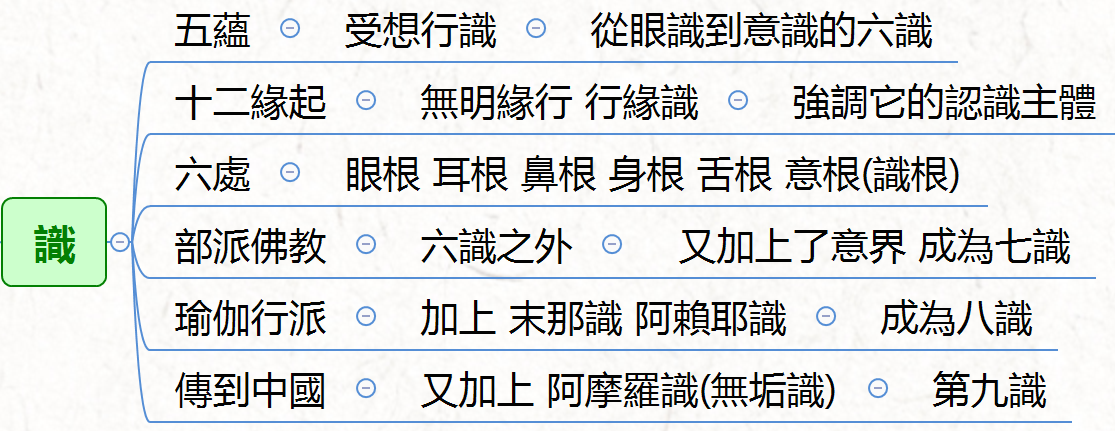 識
五蘊 受想行識 從眼識到意識的六識
十二緣起 無明緣行 行緣識 強調它的認識主體
六處 眼根 耳根 鼻根 身根 舌根 意根(識根)
部派佛教 六識之外 又加上了意界 成為七識
瑜伽行派 加上 末那識 阿賴耶識 成為八識
傳到中國 又加上 阿摩羅識(無垢識) 第九識